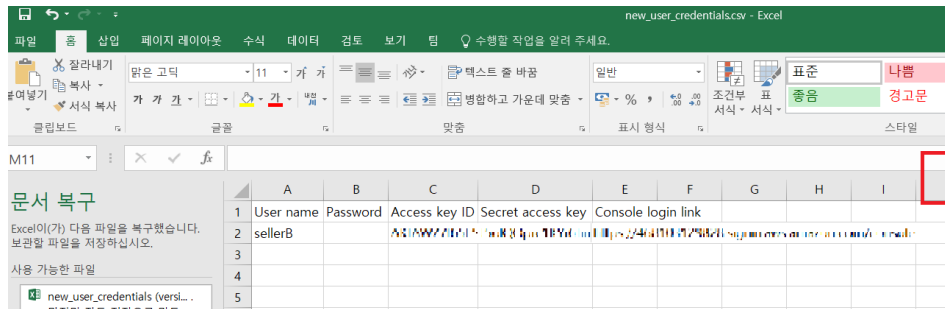 new_user_credentials.csv - Excel
파일 홈 삽입 페이지 레이아웃 수식 데이터 검토 보기 팀 수행할 작업을 알려 주세요.
잘라내기
복사
서식 복사
붙여넣기
클립보드
맑은 고딕 11 가 가
가 가 가 가 내천
글꼴
텍스트 줄 바꿈
병합하고 가운데 맞춤
맞춤
일반
% ,
표시 형식
조건부 서식
표 서식
표준 나쁨
좋음 경고문
스타일
M11 fx
문서 복구
Excel이(가) 다음 파일을 복구했습니다.
보관할 파일을 저장하십시오.
사용 가능한 파일
new_user_credentials (versi...
A B C D E F G H I
1 User name Password Access key ID Secret access key Console login link
2 sellerB
3
4
5